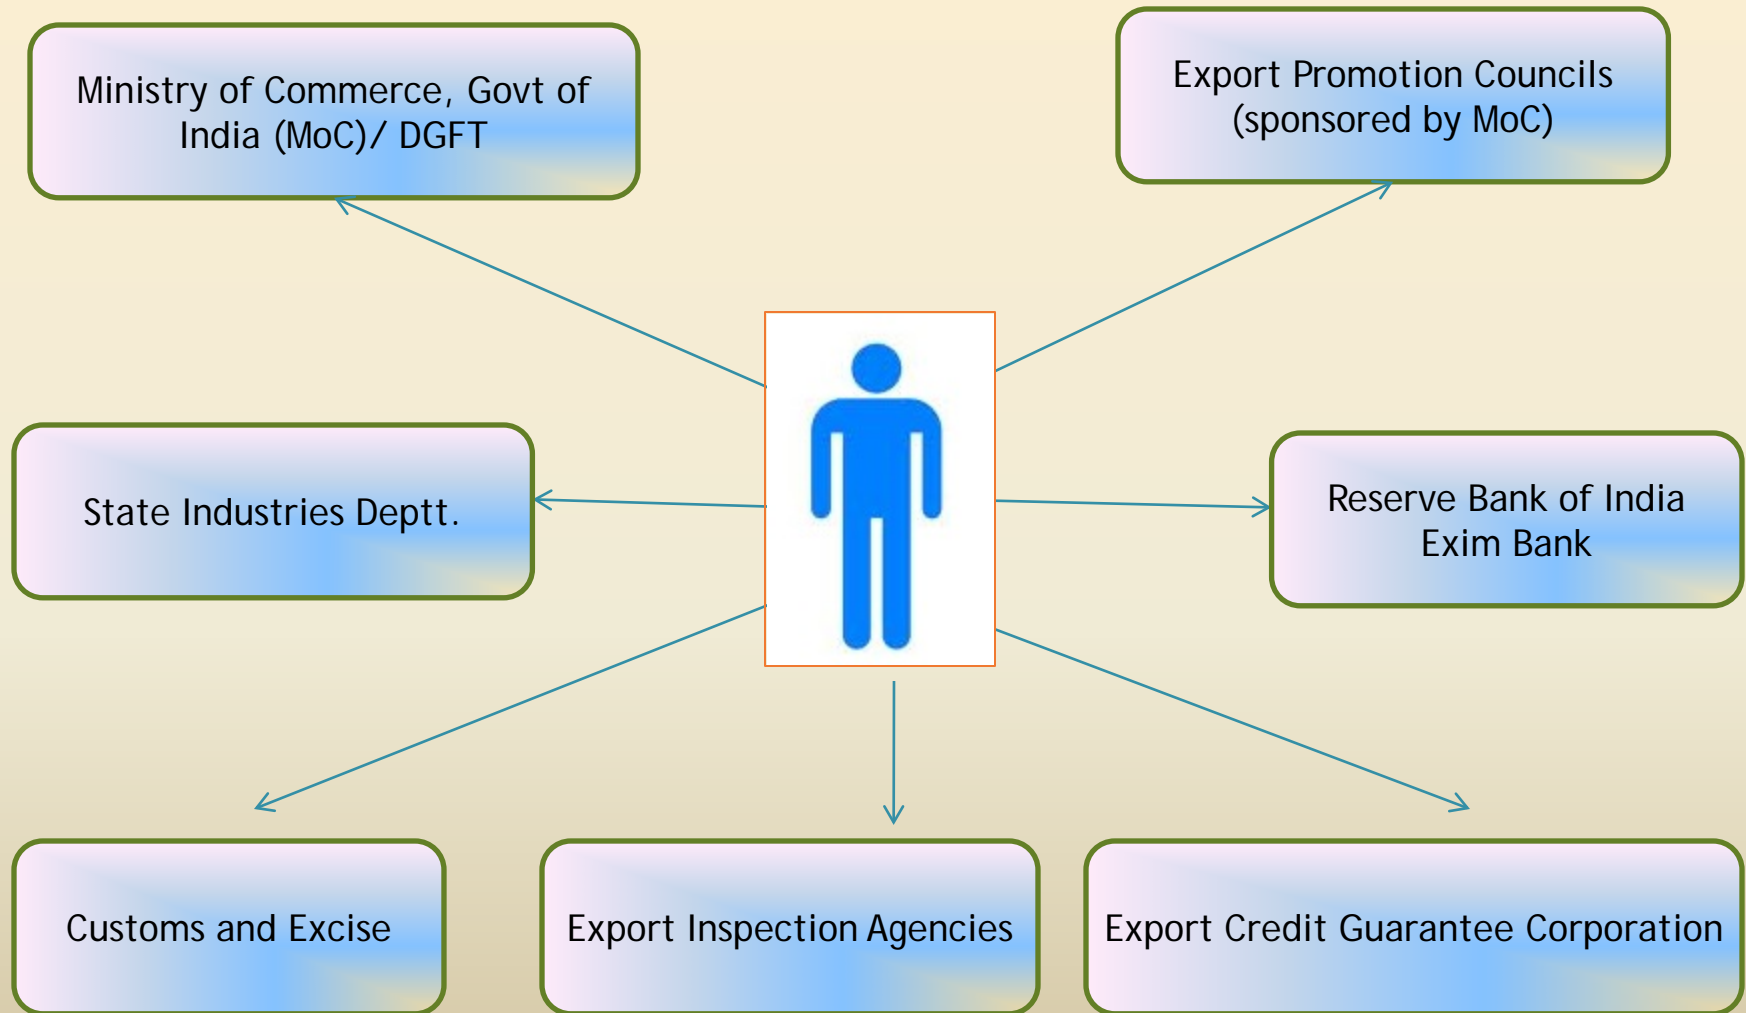 Ministry of Commerce, Govt of
India (MoC)/ DGFT
Export Promotion Councils
(sponsored by MoC)
State Industries Deptt.
Reserve Bank of India
Exim Bank
Customs and Excise
Export Inspection Agencies
Export Credit Guarantee Corporation